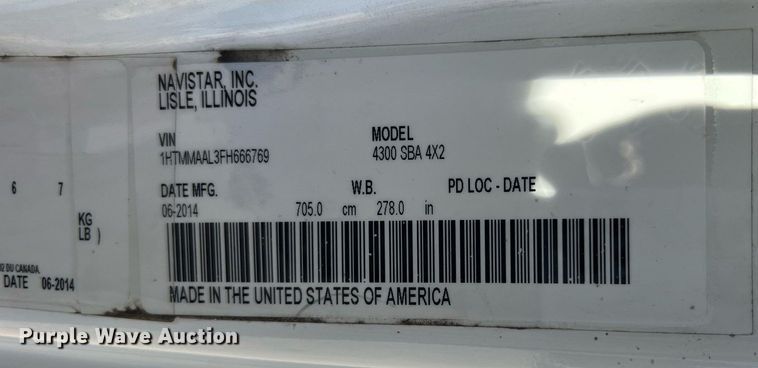 NAVISTAR, INC.
LISLE, ILLINOIS
VIN MODEL
1HTMMAAL3FH666769 4300 SBA 4X2
DATE MFG. W.B. PD LOC - DATE
06-2014 705.0 cm 278.0 in
MADE IN THE UNITED STATES OF AMERICA
6 7
KG
LB )
DU CANADA.
DATE 06-2014
Purple Wave Auction